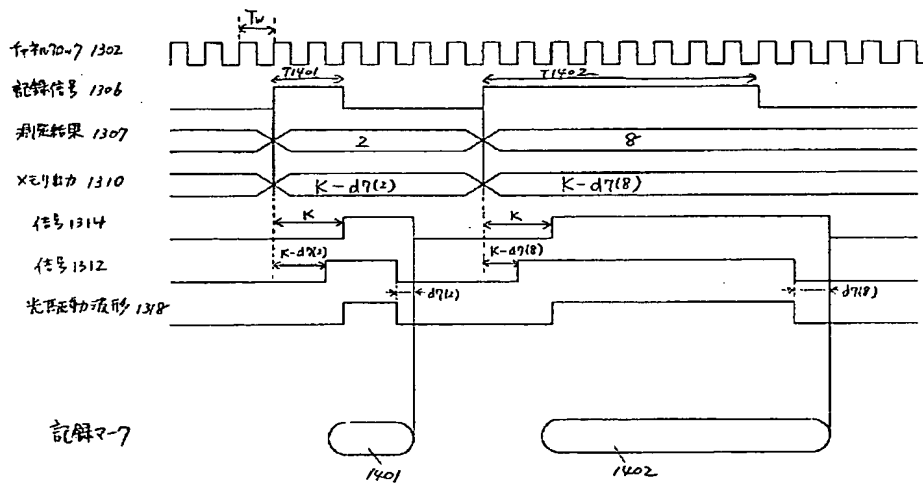 Tw
チャネルクロック 1302
T1401
T1402
記録信号 1306
測定結果 1307
2
8
メモリ出力 1310
K-d7(2)
K-d7(8)
信号 1314
K
K
信号 1312
K-d7(2)
K-d7(8)
d7(2)
d7(8)
光駆動波形 1318
記録マーク
1401
1402